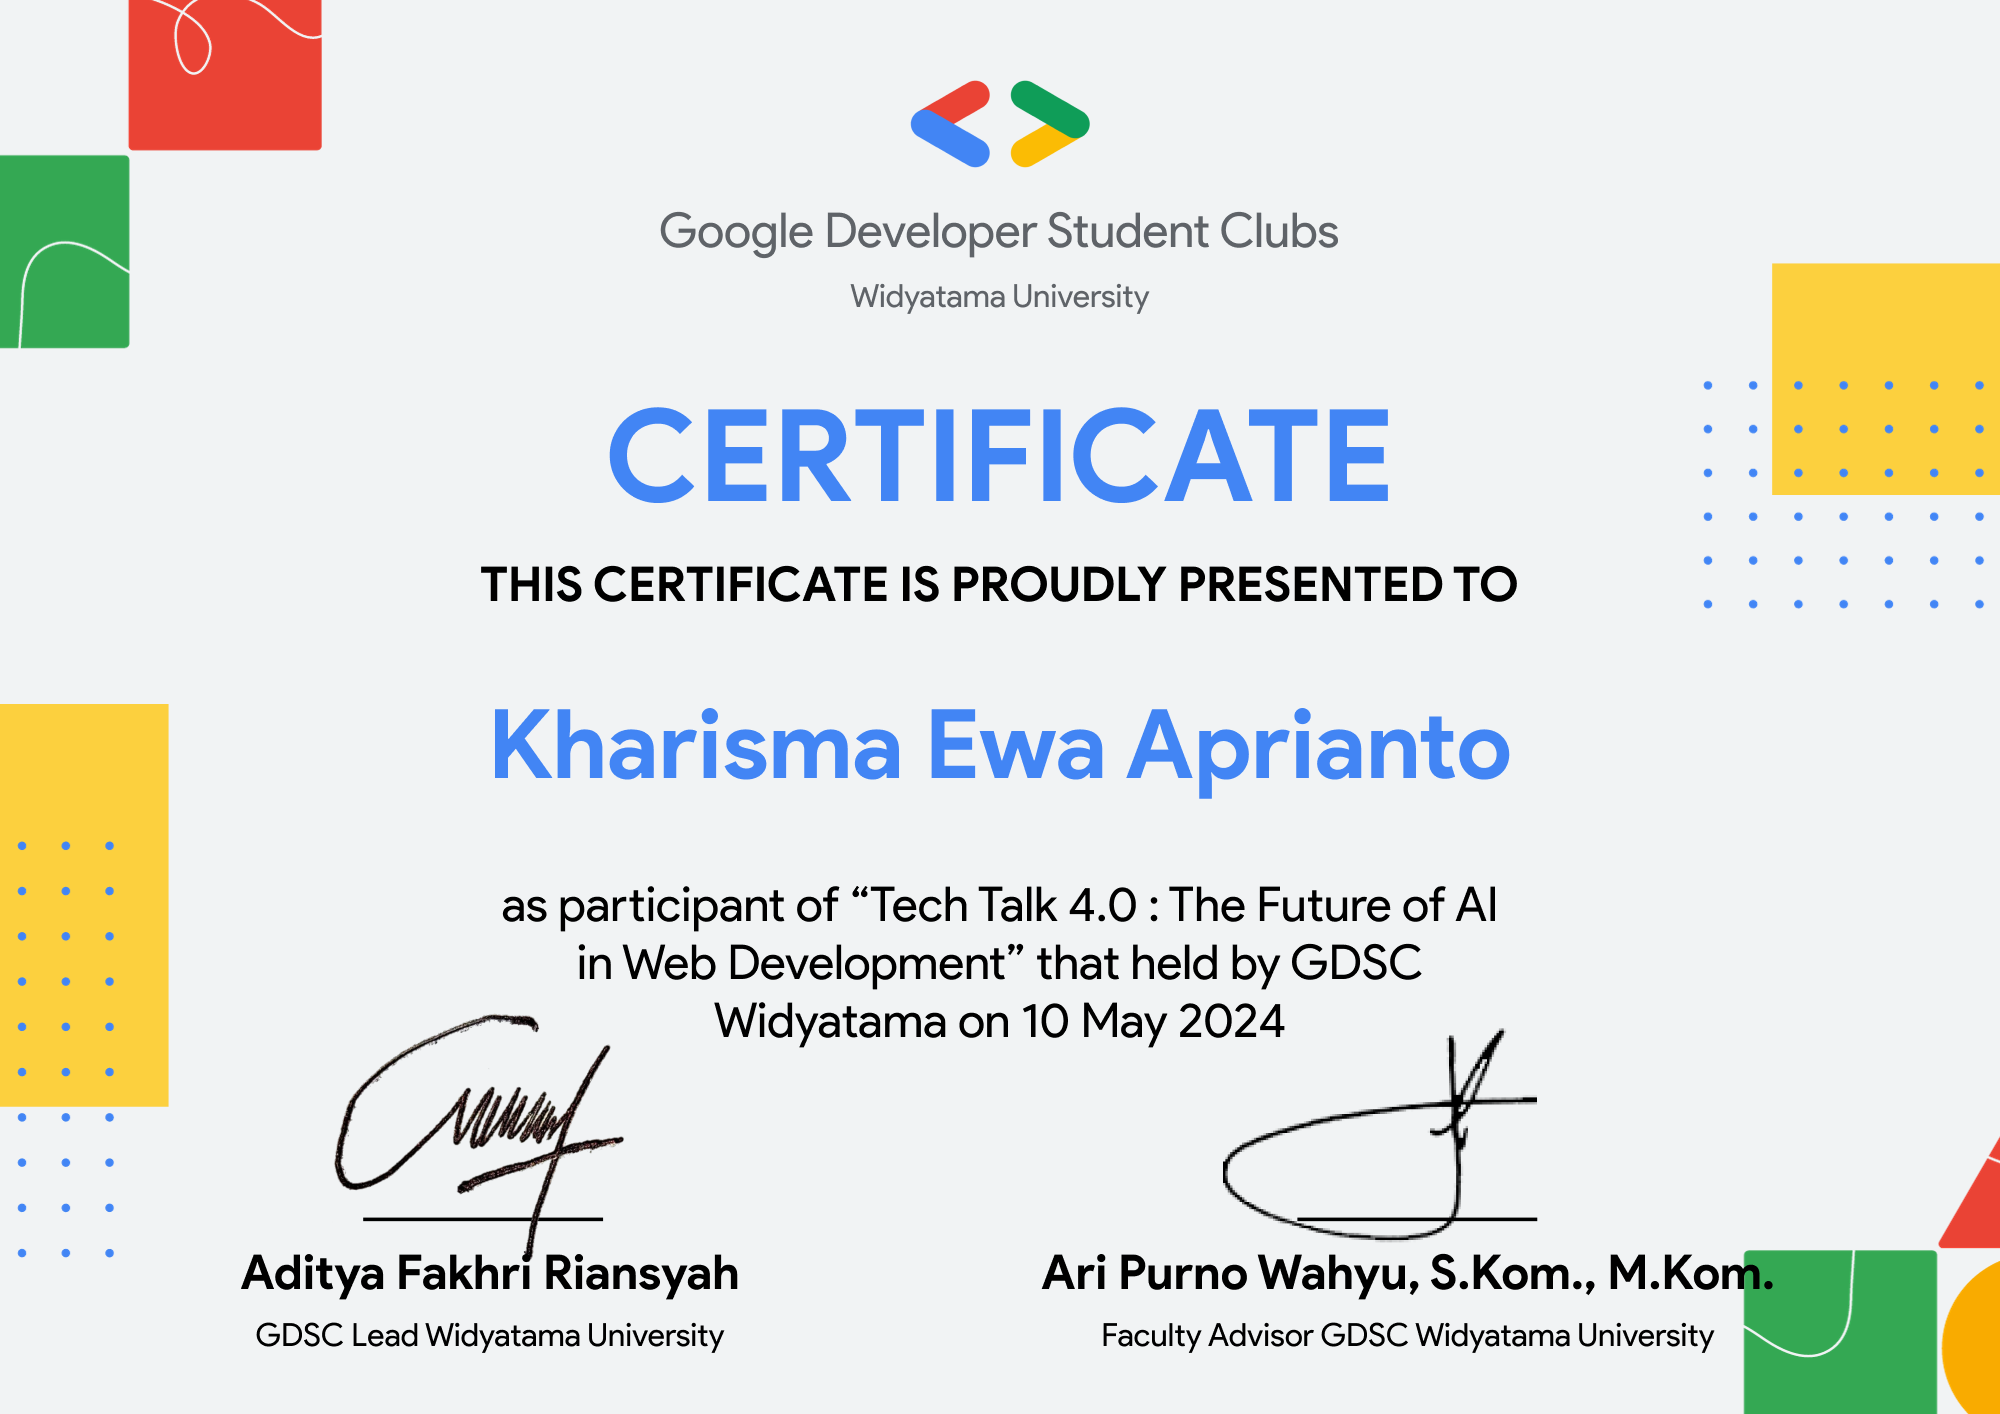 Google Developer Student Clubs
Widyatama University
CERTIFICATE
THIS CERTIFICATE IS PROUDLY PRESENTED TO
Kharisma Ewa Aprianto
as participant of “Tech Talk 4.0 : The Future of AI
in Web Development” that held by GDSC
Widyatama on 10 May 2024
Aditya Fakhri Riansyah
GDSC Lead Widyatama University
Ari Purno Wahyu, S.Kom., M.Kom.
Faculty Advisor GDSC Widyatama University